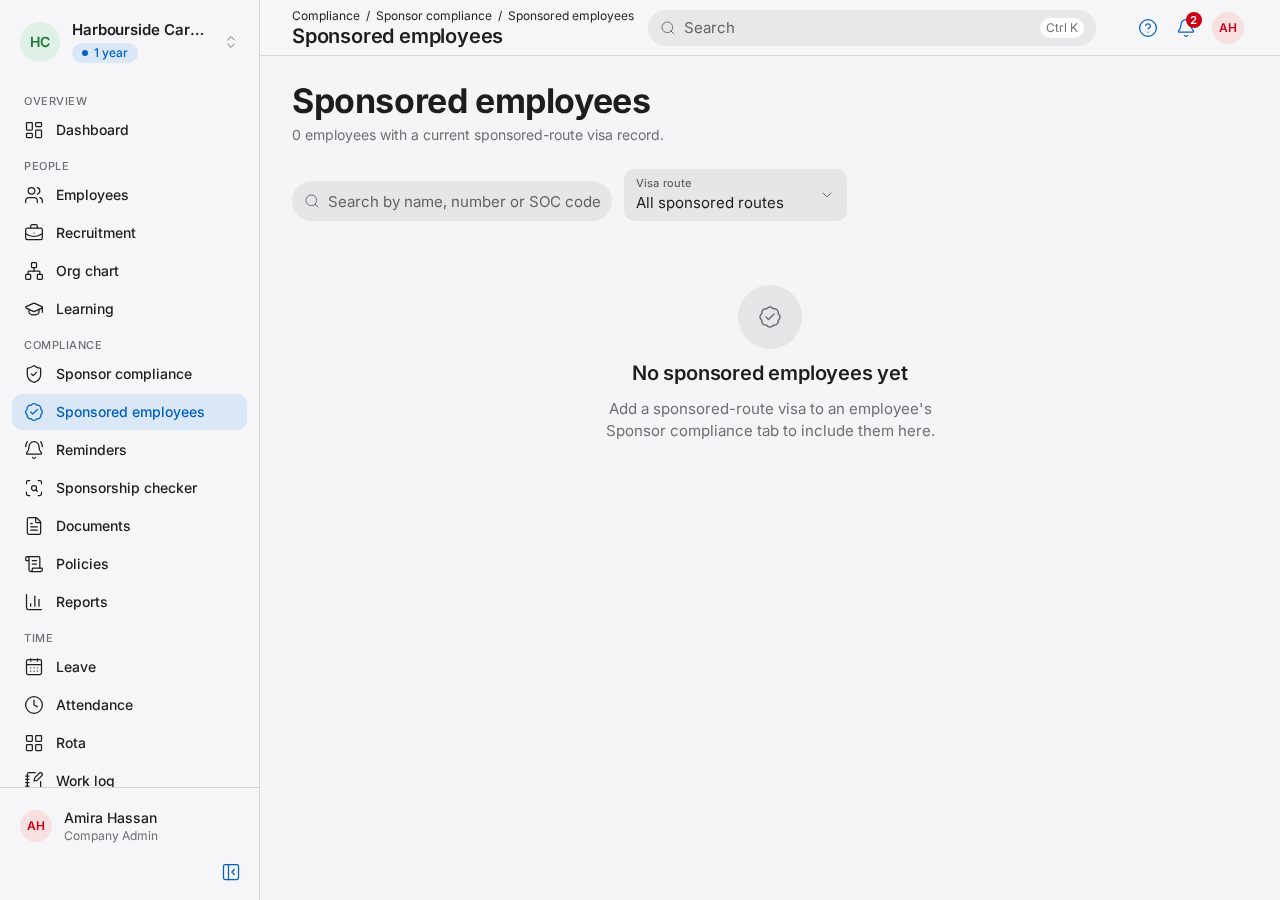 HC
Harbourside Car...
1 year
OVERVIEW
Dashboard
PEOPLE
Employees
Recruitment
Org chart
Learning
COMPLIANCE
Sponsor compliance
Sponsored employees
Reminders
Sponsorship checker
Documents
Policies
Reports
TIME
Leave
Attendance
Rota
Work log
AH
Amira Hassan
Company Admin
Compliance / Sponsor compliance / Sponsored employees
Sponsored employees
Search
Ctrl K
2
AH
Sponsored employees
0 employees with a current sponsored-route visa record.
Search by name, number or SOC code
Visa route
All sponsored routes
No sponsored employees yet
Add a sponsored-route visa to an employee's
Sponsor compliance tab to include them here.